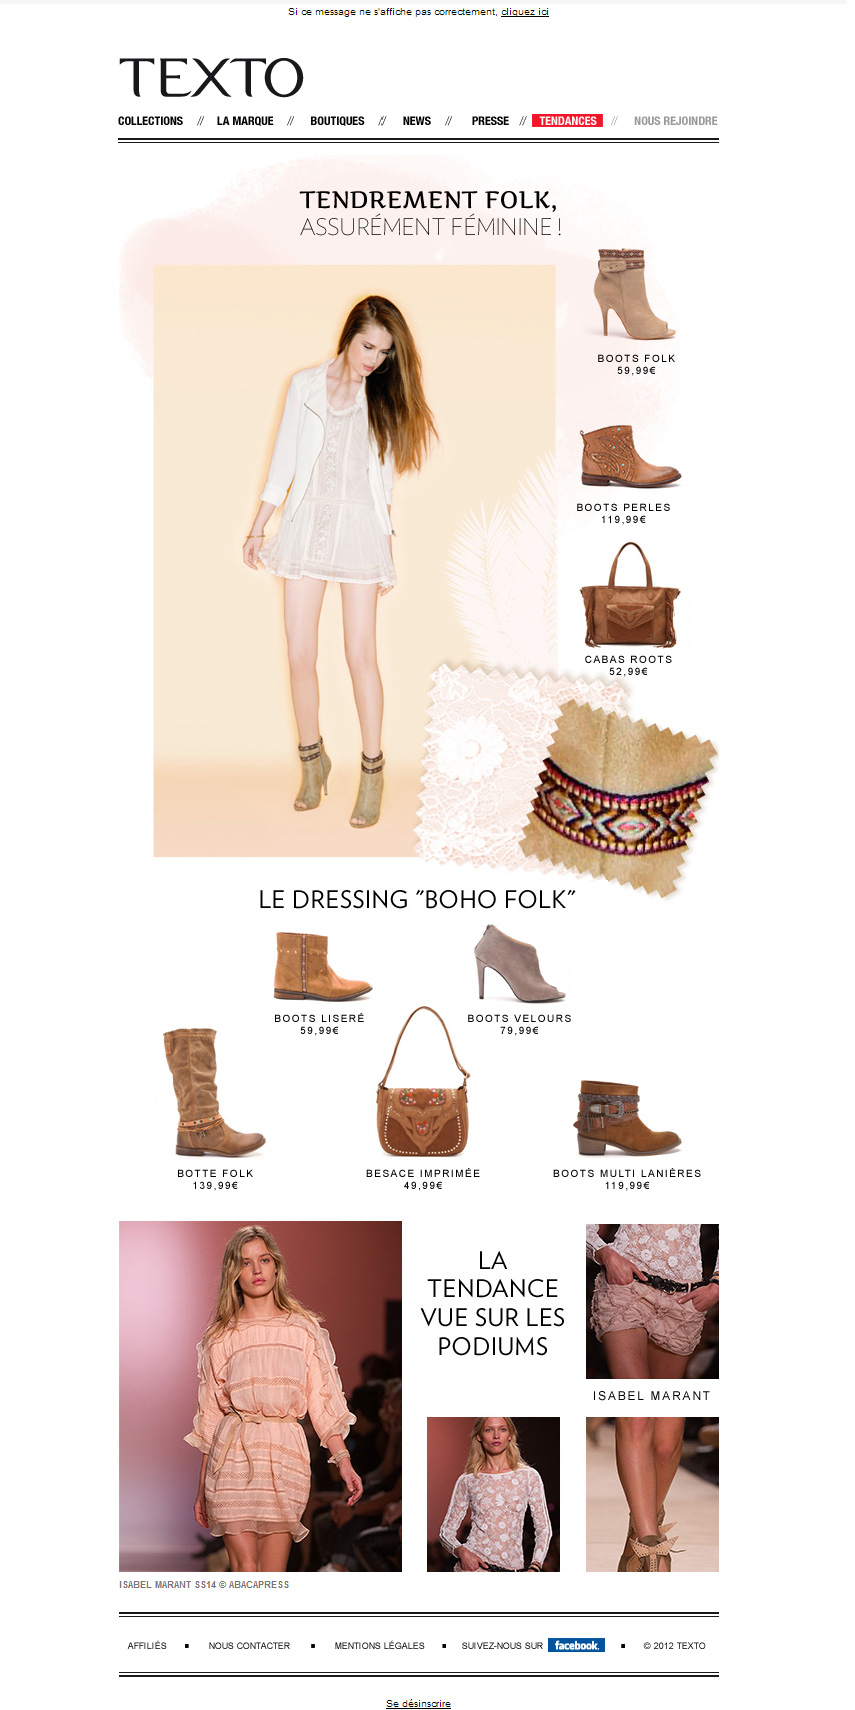 Si ce message ne s'affiche pas correctement, cliquez ici
TEXTO
COLLECTIONS // LA MARQUE // BOUTIQUES // NEWS // PRESSE // TENDANCES // NOUS REJOINDRE
TENDREMENT FOLK,
ASSURÉMENT FÉMININE !
BOOTS FOLK
59,99€
BOOTS PERLES
119,99€
CABAS ROOTS
52,99€
LE DRESSING "BOHO FOLK"
BOOTS LISERÉ
59,99€
BOOTS VELOURS
79,99€
BOTTE FOLK
139,99€
BESACE IMPRIMÉE
49,99€
BOOTS MULTI LANIÈRES
119,99€
LA
TENDANCE
VUE SUR LES
PODIUMS
ISABEL MARANT
ISABEL MARANT SS14 © ABACAPRESS
AFFILIÉS ▪ NOUS CONTACTER ▪ MENTIONS LÉGALES ▪ SUIVEZ-NOUS SUR facebook. ▪ © 2012 TEXTO
Se désinscrire